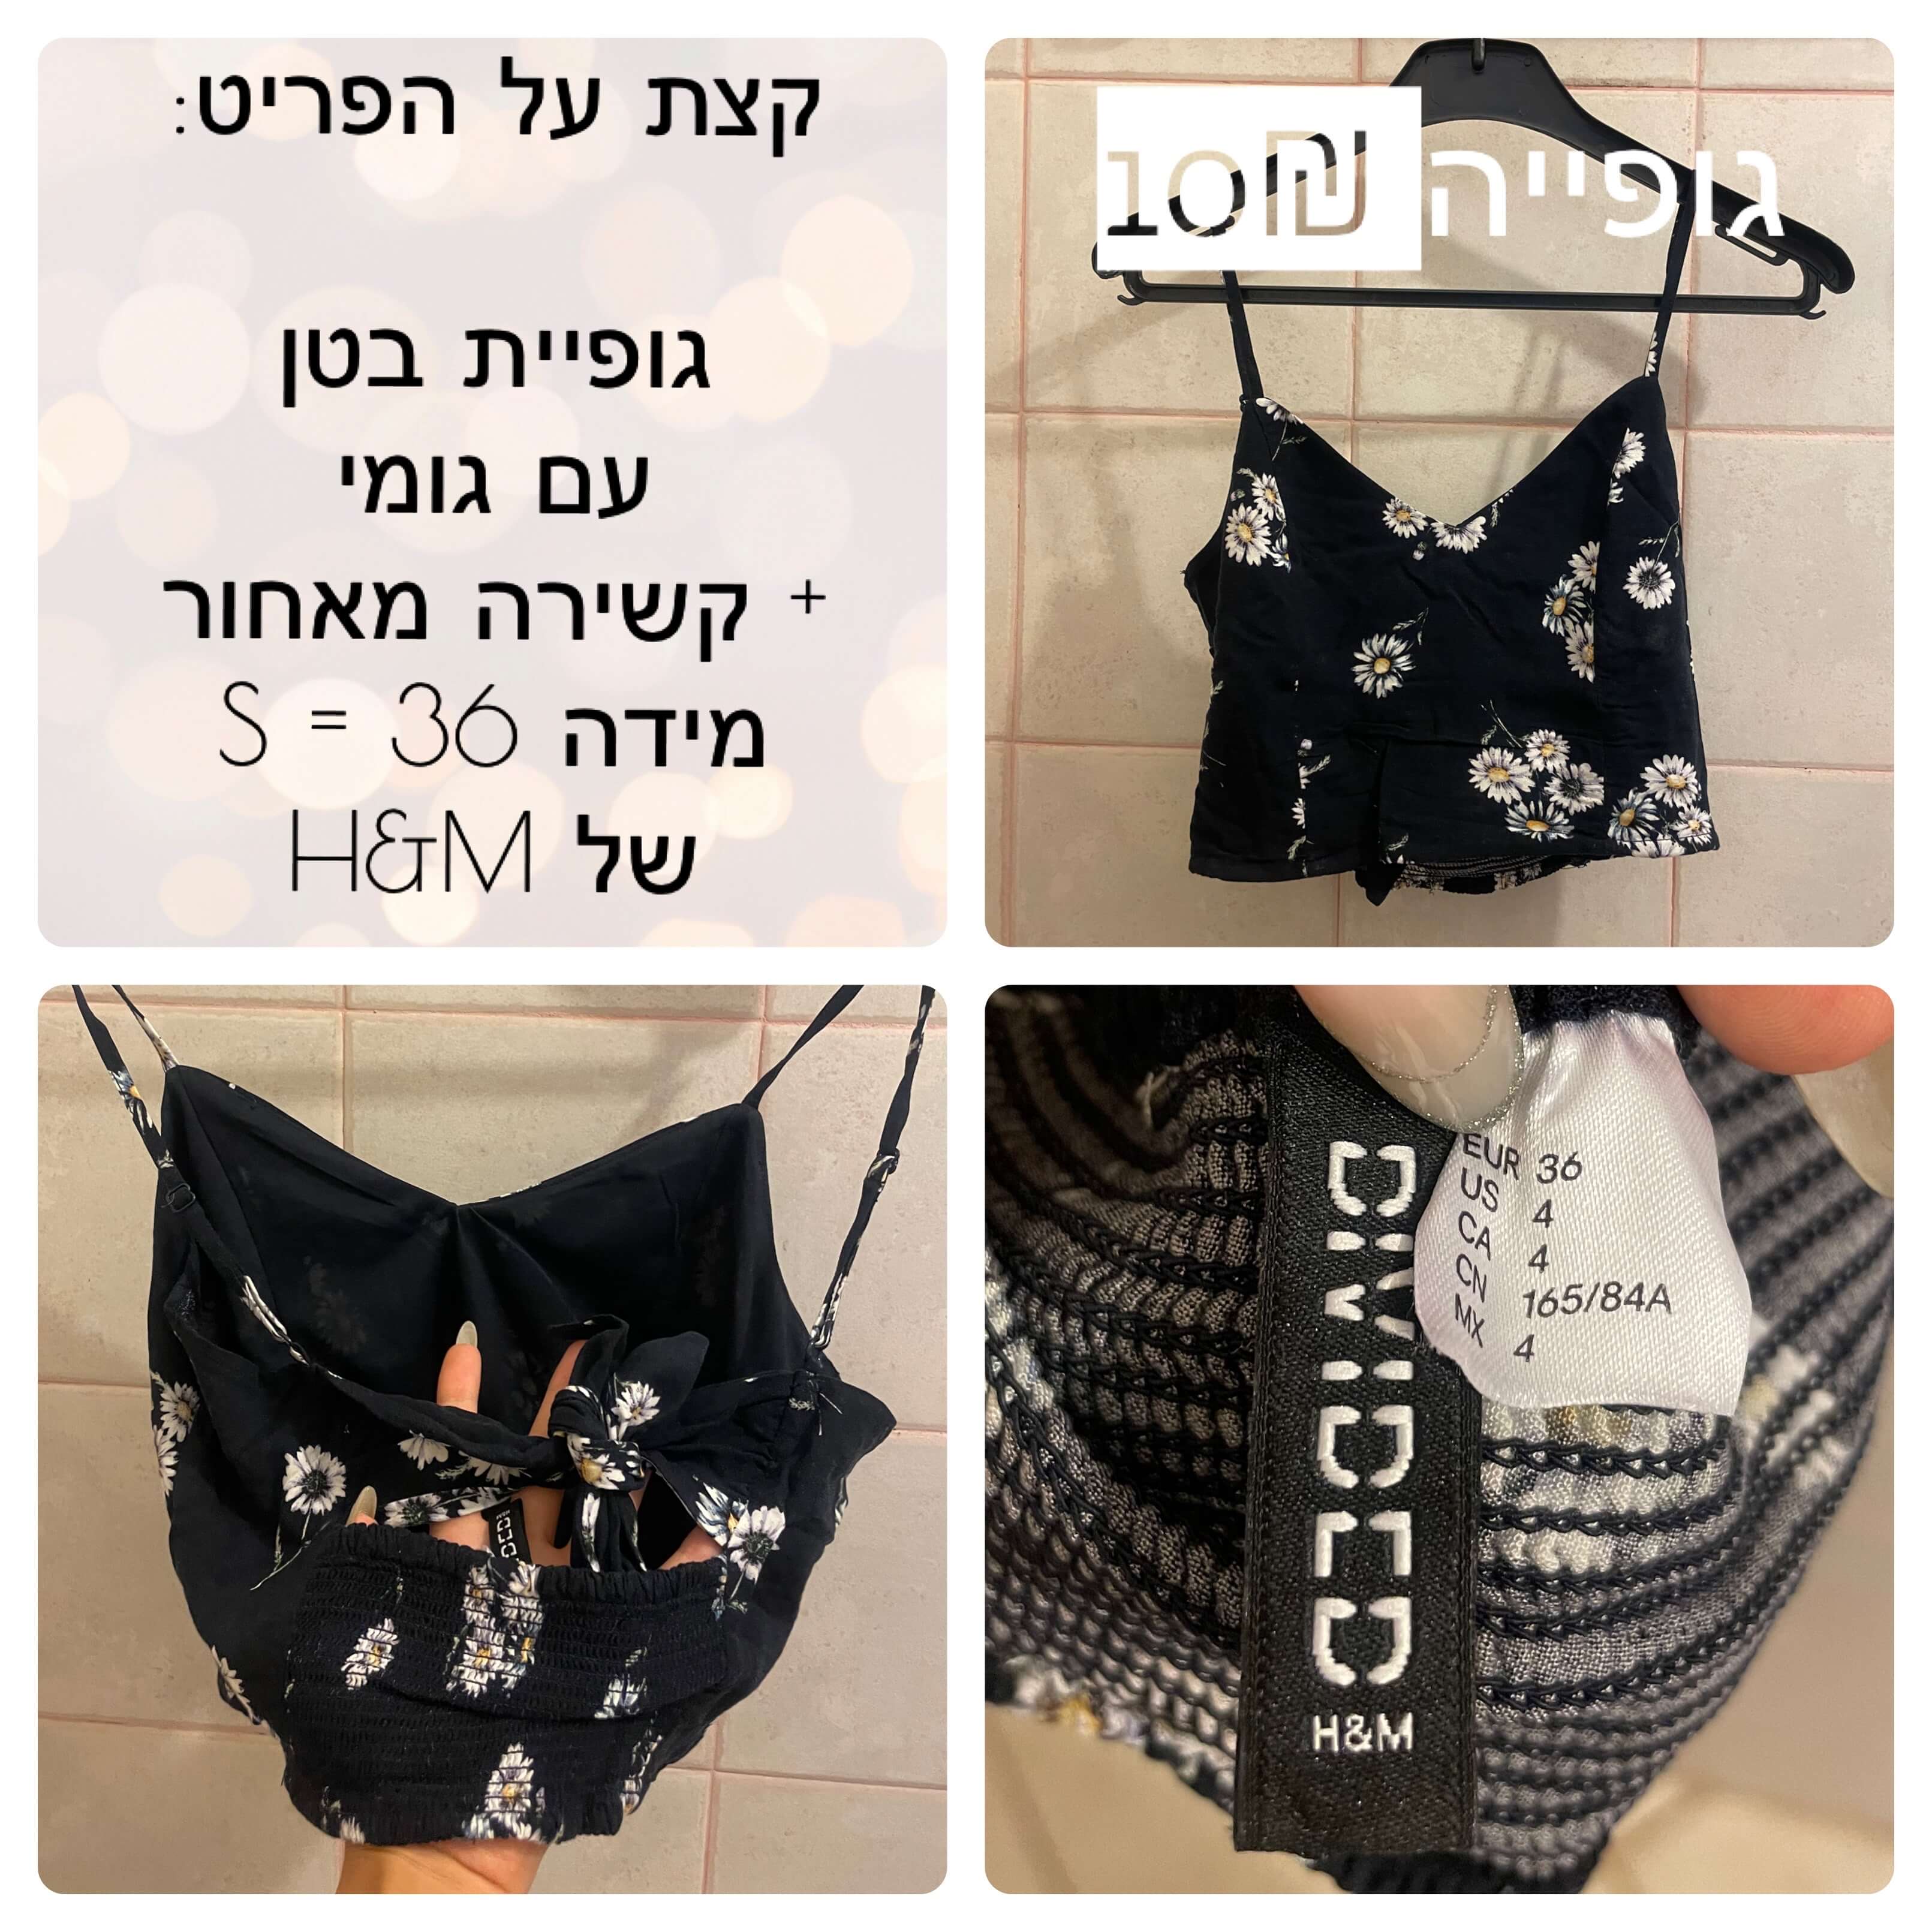 קצת על הפריט:
גופיית בטן
עם גומי
+ קשירה מאחור
מידה 36 = S
של H&M
גופייה 10₪
DIVIDED
H&M
EUR 36
US 4
CA 4
CN 165/84A
MX 4
DIVIDED